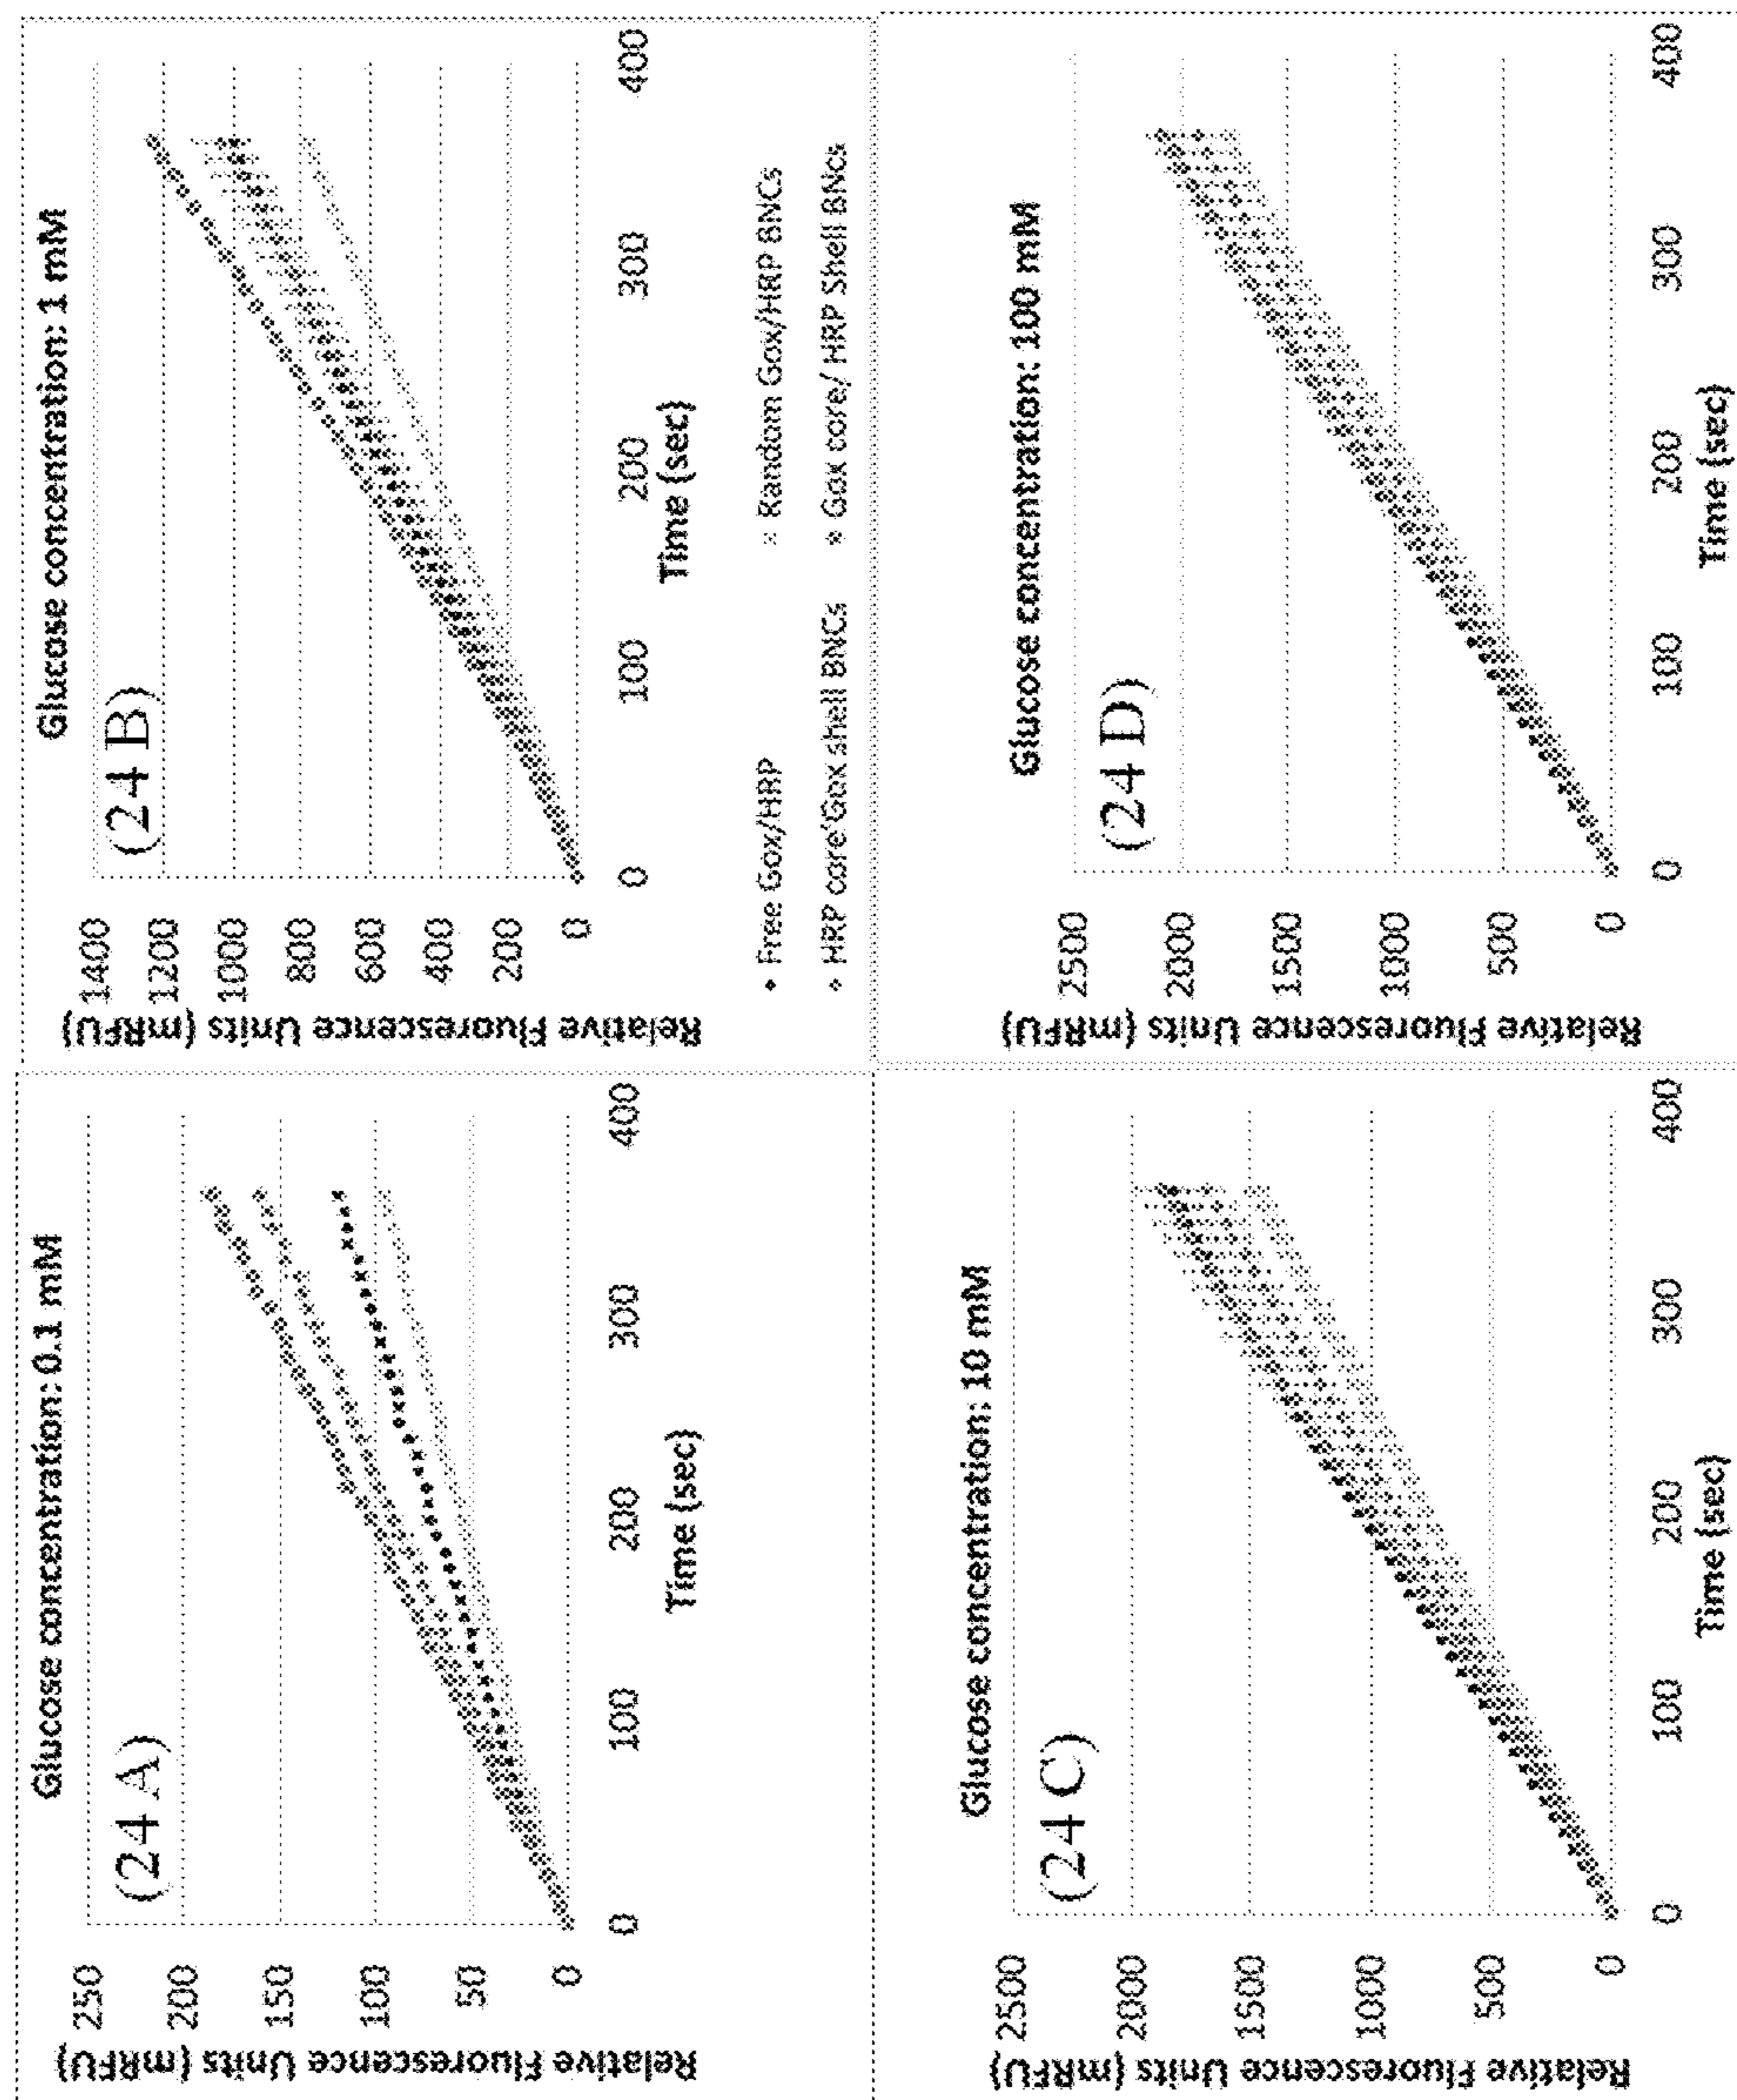 Glucose concentration: 0.1 mM
(24 A)
Relative Fluorescence Units (mRFU)
250
200
150
100
50
0
0 100 200 300 400
Time (sec)
Glucose concentration: 1 mM
(24 B)
Relative Fluorescence Units (mRFU)
1400
1200
1000
800
600
400
200
0
0 100 200 300 400
Time (sec)
Free Gox/HRP
Random Gox/HRP BNCs
HRP core'Gox shell BNCs
Gox core/ HRP Shell BNCs
Glucose concentration: 10 mM
(24 C)
Relative Fluorescence Units (mRFU)
2500
2000
1500
1000
500
0
0 100 200 300 400
Time (sec)
Glucose concentration: 100 mM
(24 D)
Relative Fluorescence Units (mRFU)
2500
2000
1500
1000
500
0
0 100 200 300 400
Time (sec)